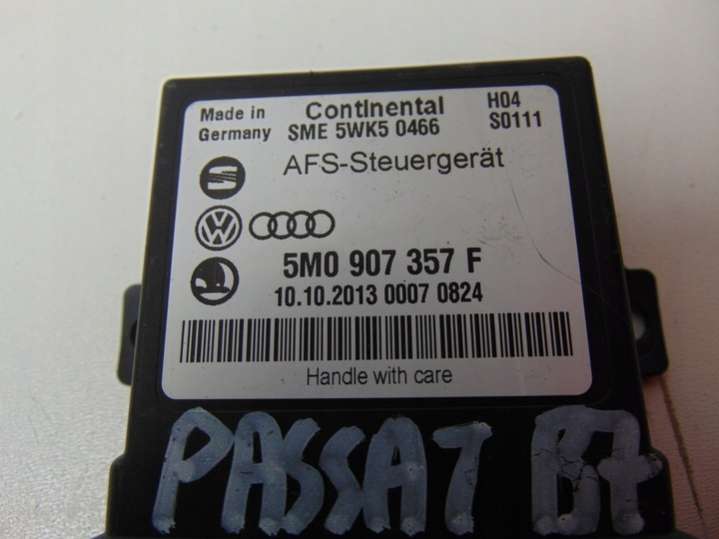 Made in Continental H04
Germany SME 5WK5 0466 S0111
AFS-Steuergerät
5M0 907 357 F
10.10.2013 0007 0824
Handle with care
PASSAT B7